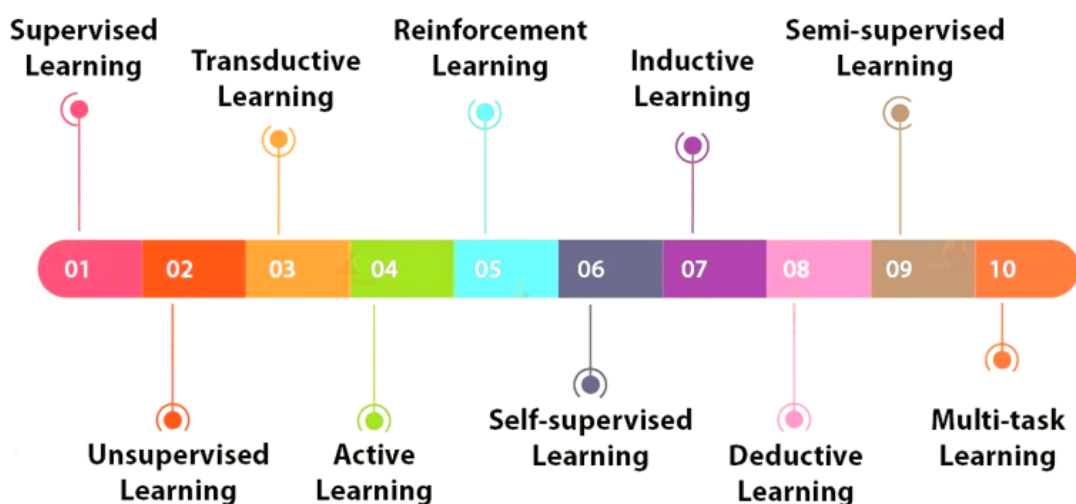 Supervised
Learning
Transductive
Learning
Reinforcement
Learning
Inductive
Learning
Semi-supervised
Learning
01 02 03 04 05 06 07 08 09 10
Unsupervised
Learning
Active
Learning
Self-supervised
Learning
Deductive
Learning
Multi-task
Learning